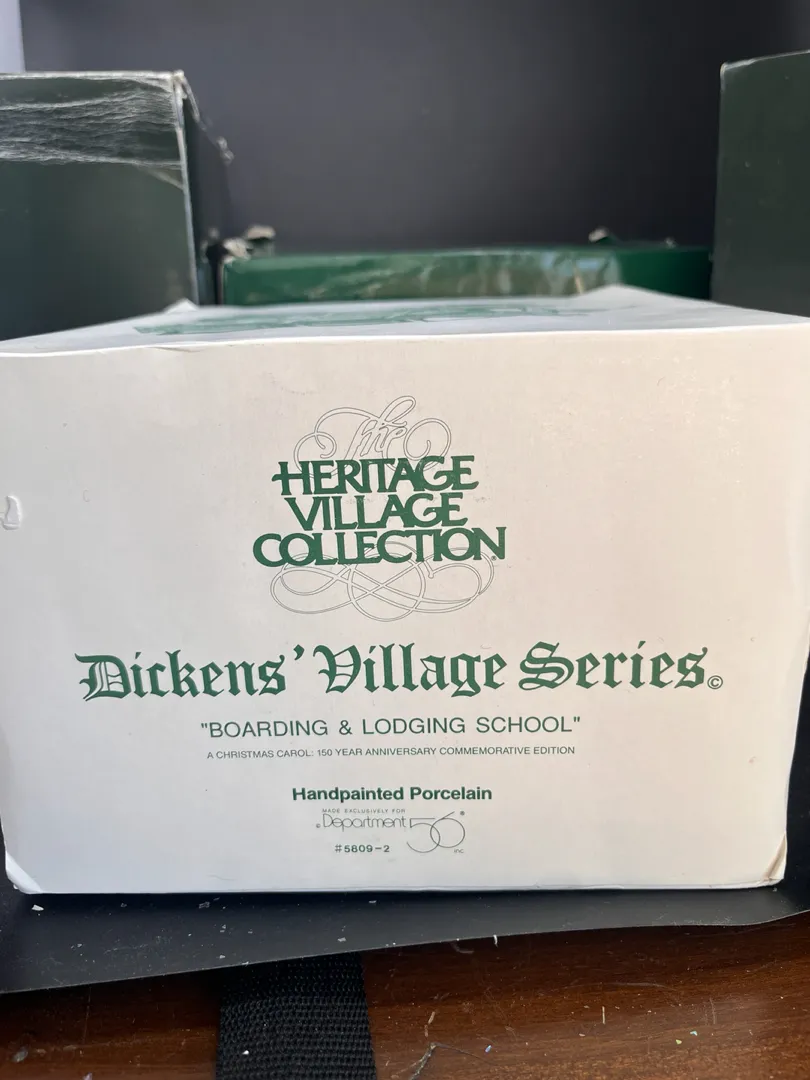 The
HERITAGE
VILLAGE
COLLECTION®
Dickens' Village Series©
"BOARDING & LODGING SCHOOL"
A CHRISTMAS CAROL: 150 YEAR ANNIVERSARY COMMEMORATIVE EDITION
Handpainted Porcelain
MADE EXCLUSIVELY FOR
© Department 56® INC.
#5809-2